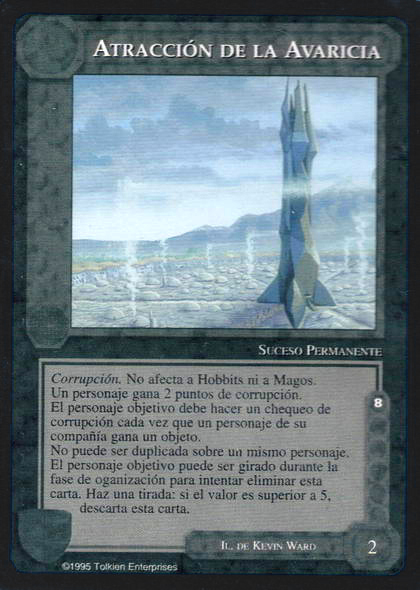 ATRACCIÓN DE LA AVARICIA
SUCESO PERMANENTE
Corrupción. No afecta a Hobbits ni a Magos.
Un personaje gana 2 puntos de corrupción.
El personaje objetivo debe hacer un chequeo de
corrupción cada vez que un personaje de su
compañía gana un objeto.
No puede ser duplicada sobre un mismo personaje.
El personaje objetivo puede ser girado durante la
fase de oganización para intentar eliminar esta
carta. Haz una tirada: si el valor es superior a 5,
descarta esta carta.
8
IL. DE KEVIN WARD
2
©1995 Tolkien Enterprises